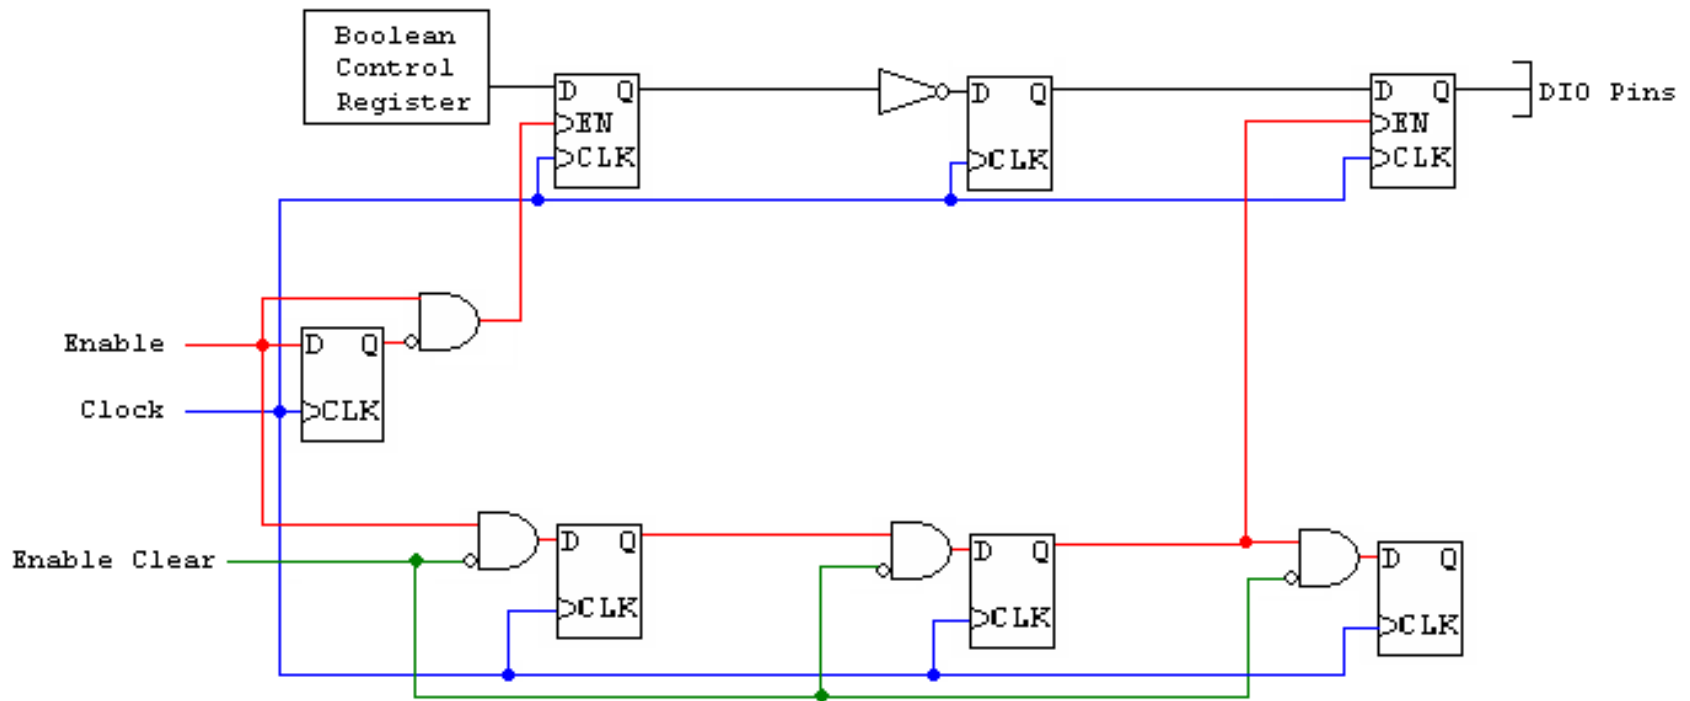 Boolean
Control
Register
D Q
EN
CLK
D Q
CLK
D Q
EN
CLK
DIO Pins
Enable
D Q
Clock
CLK
Enable Clear
D Q
CLK
D Q
CLK
D Q
CLK